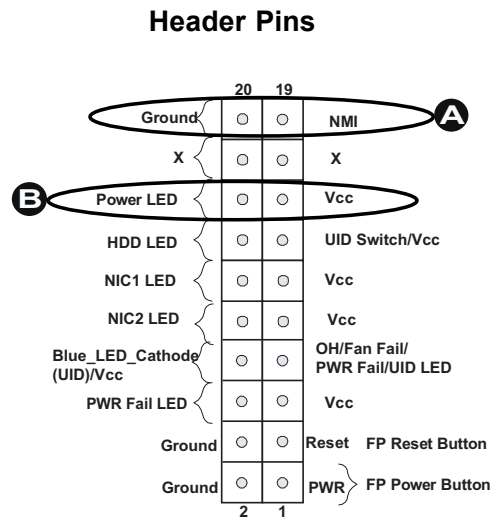 Header Pins
20 19
Ground NMI
A
X X
B
Power LED Vcc
HDD LED UID Switch/Vcc
NIC1 LED Vcc
NIC2 LED Vcc
Blue_LED_Cathode
(UID)/Vcc
OH/Fan Fail/
PWR Fail/UID LED
PWR Fail LED Vcc
Ground Reset FP Reset Button
Ground PWR FP Power Button
2 1